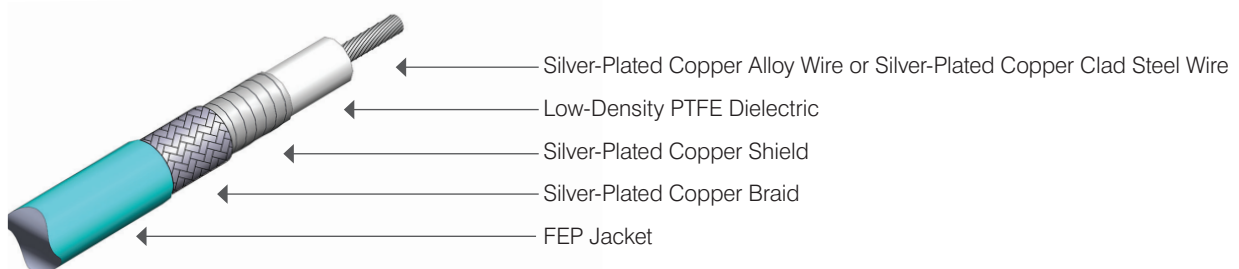 Silver-Plated Copper Alloy Wire or Silver-Plated Copper Clad Steel Wire
Low-Density PTFE Dielectric
Silver-Plated Copper Shield
Silver-Plated Copper Braid
FEP Jacket